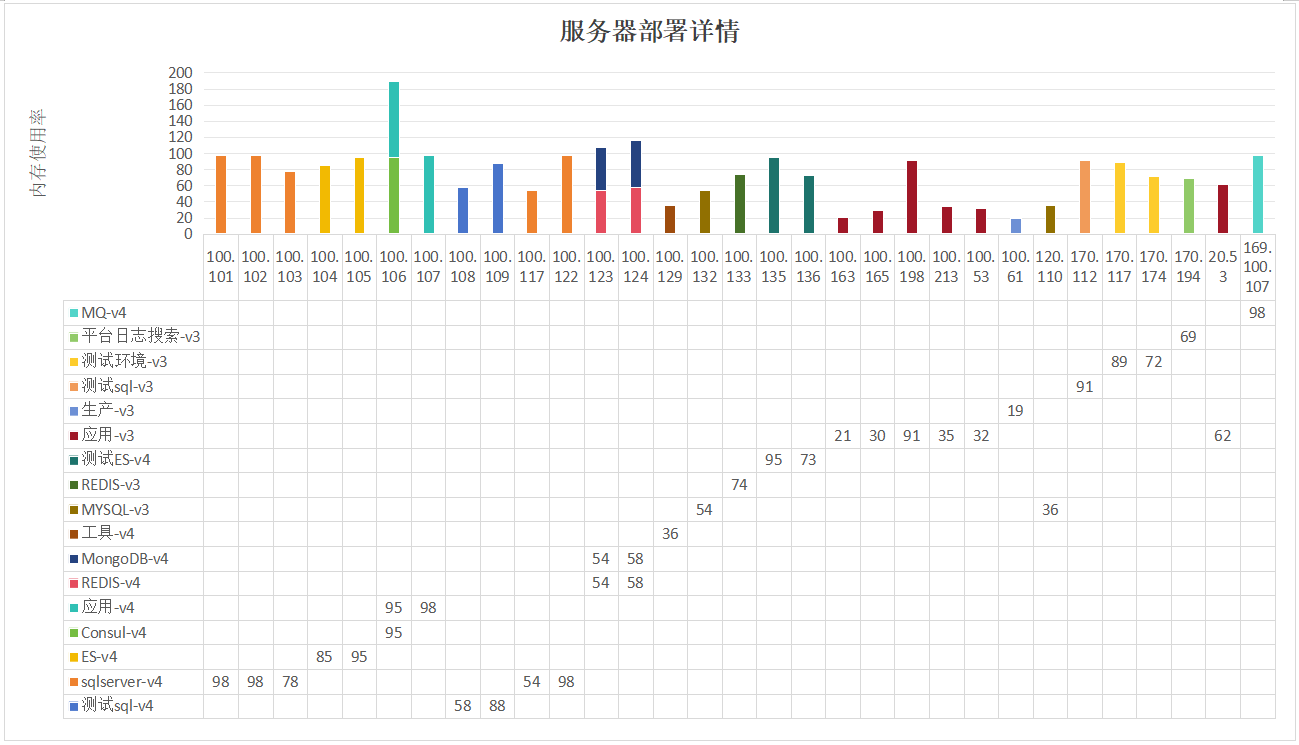 服务器部署详情
内存使用率
200
180
160
140
120
100
80
60
40
20
0
100. 100. 100. 100. 100. 100. 100. 100. 100. 100. 100. 100. 100. 100. 100. 100. 100. 100. 100. 100. 100. 100. 100. 100. 120. 170. 170. 170. 170. 20.5 169.
101 102 103 104 105 106 107 108 109 117 122 123 124 129 132 133 135 136 163 165 198 213 53 61 110 112 117 174 194 3 100.
107
MQ-v4 98
平台日志搜索-v3 69
测试环境-v3 89 72
测试sql-v3 91
生产-v3 19
应用-v3 21 30 91 35 32 62
测试ES-v4 95 73
REDIS-v3 74
MYSQL-v3 54 36
工具-v4 36
MongoDB-v4 54 58
REDIS-v4 54 58
应用-v4 95 98
Consul-v4 95
ES-v4 85 95
sqlserver-v4 98 98 78 54 98
测试sql-v4 58 88